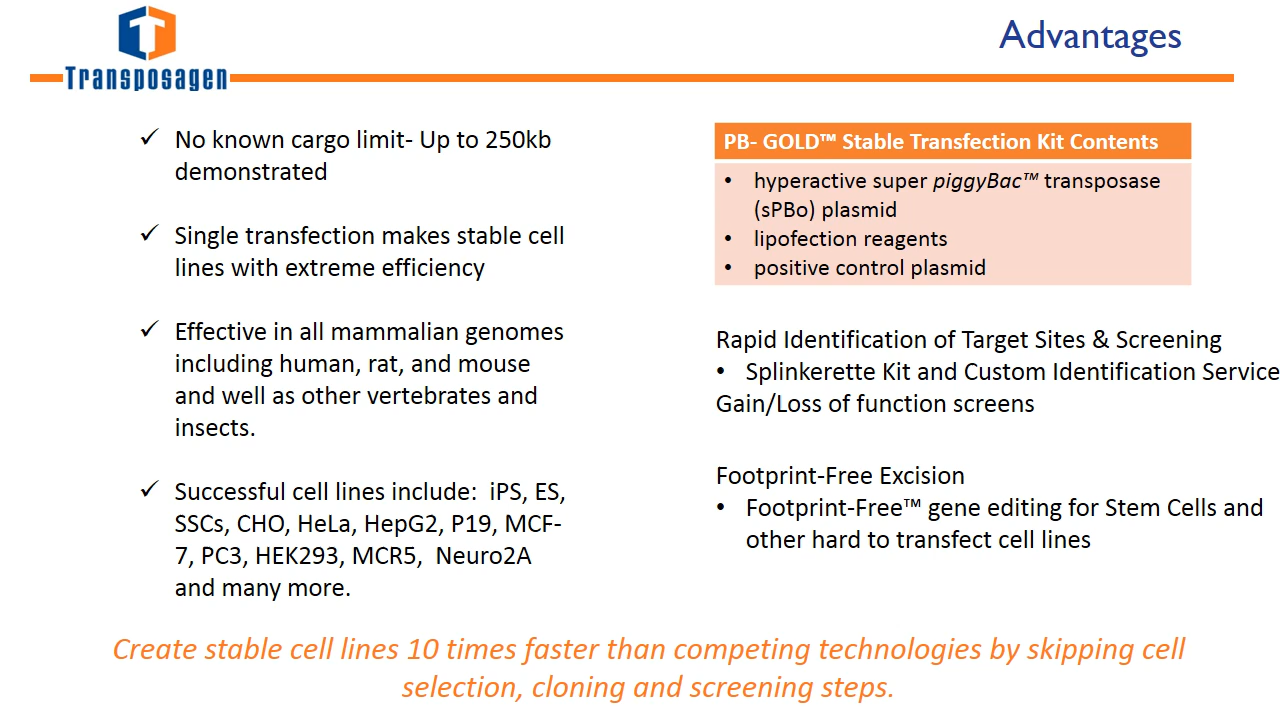 Transposagen
Advantages
✓ No known cargo limit- Up to 250kb
demonstrated
✓ Single transfection makes stable cell
lines with extreme efficiency
✓ Effective in all mammalian genomes
including human, rat, and mouse
and well as other vertebrates and
insects.
✓ Successful cell lines include:  iPS, ES,
SSCs, CHO, HeLa, HepG2, P19, MCF-
7, PC3, HEK293, MCR5,  Neuro2A
and many more.
PB- GOLD™ Stable Transfection Kit Contents
• hyperactive super piggyBac™ transposase
(sPBo) plasmid
• lipofection reagents
• positive control plasmid
Rapid Identification of Target Sites & Screening
• Splinkerette Kit and Custom Identification Service
Gain/Loss of function screens
Footprint-Free Excision
• Footprint-Free™ gene editing for Stem Cells and
other hard to transfect cell lines
Create stable cell lines 10 times faster than competing technologies by skipping cell
selection, cloning and screening steps.